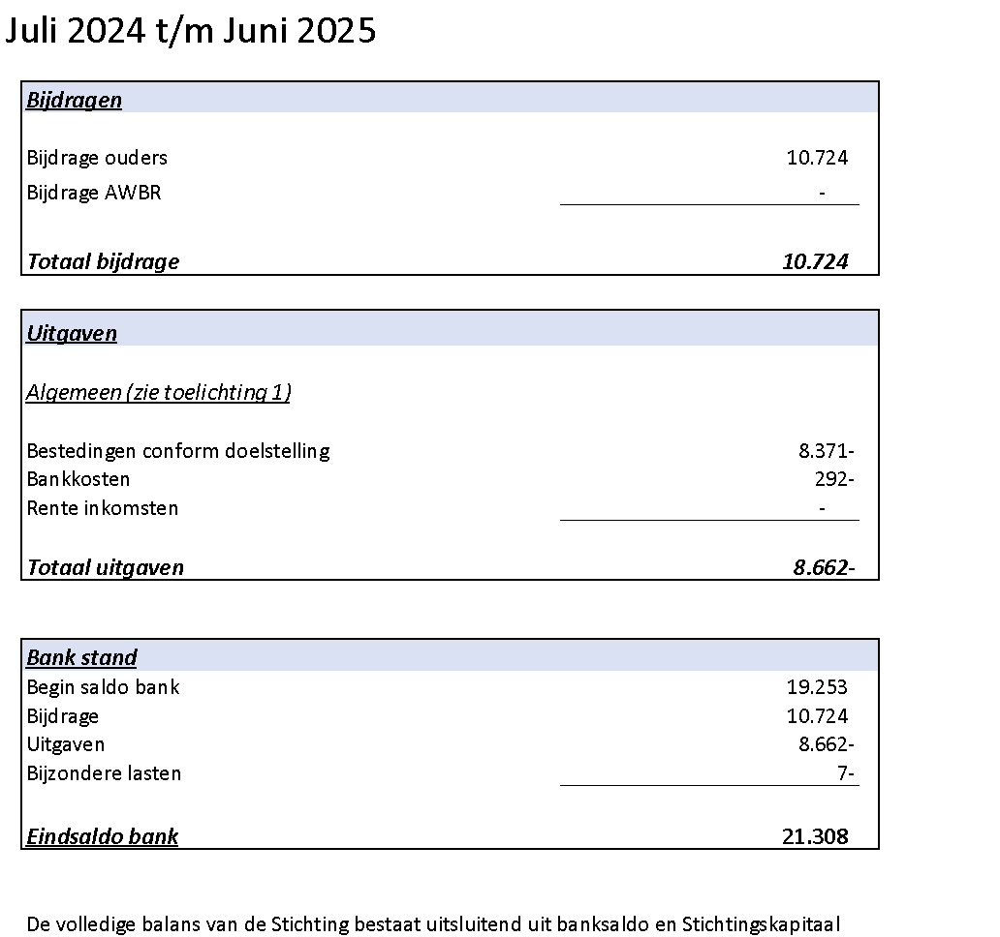 Juli 2024 t/m Juni 2025
Bijdragen
Bijdrage ouders 10.724
Bijdrage AWBR -
Totaal bijdrage 10.724
Uitgaven
Algemeen (zie toelichting 1)
Bestedingen conform doelstelling 8.371-
Bankkosten 292-
Rente inkomsten -
Totaal uitgaven 8.662-
Bank stand
Begin saldo bank 19.253
Bijdrage 10.724
Uitgaven 8.662-
Bijzondere lasten 7-
Eindsaldo bank 21.308
De volledige balans van de Stichting bestaat uitsluitend uit banksaldo en Stichtingskapitaal